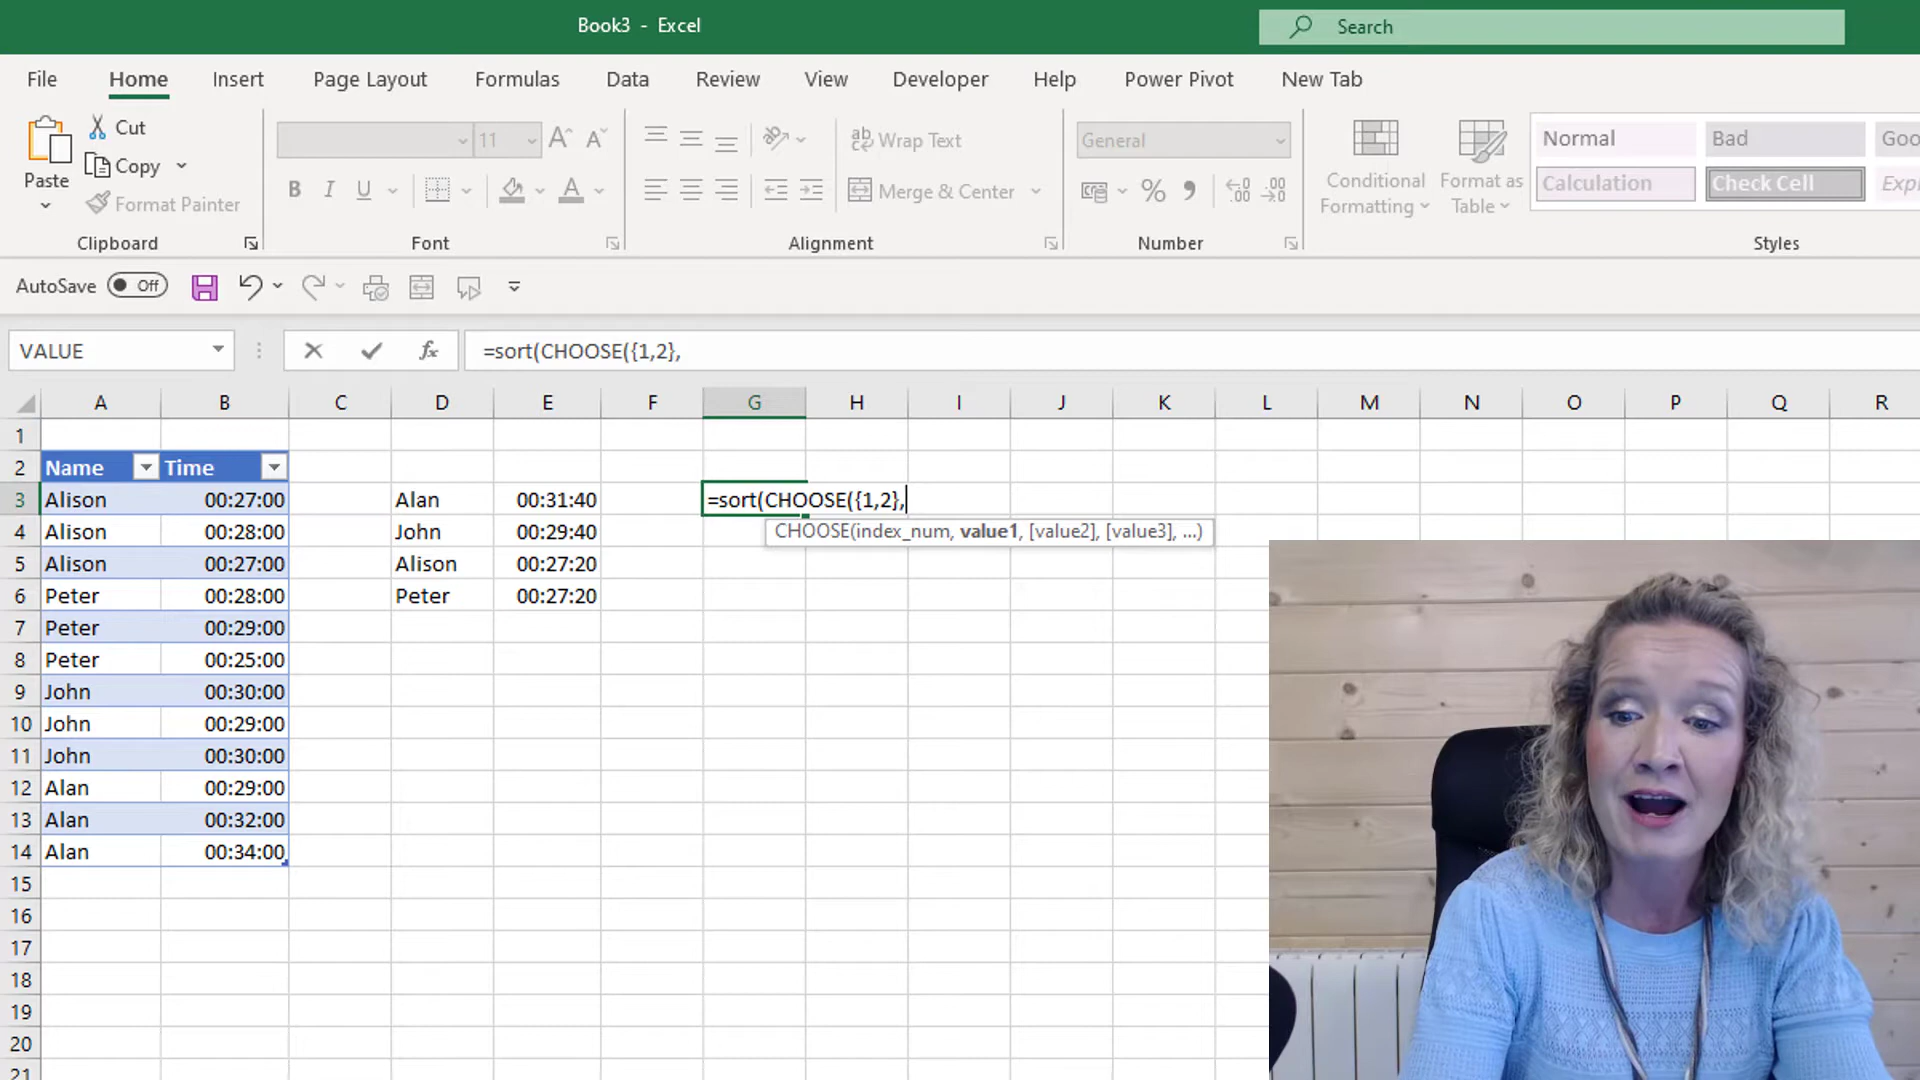 Book3 - Excel
Search
File Home Insert Page Layout Formulas Data Review View Developer Help Power Pivot New Tab
Paste
Cut
Copy
Format Painter
Clipboard
11
B I U
Font
Wrap Text
Merge & Center
Alignment
General
Number
Conditional Formatting
Format as Table
Normal Bad
Calculation Check Cell
Styles
AutoSave Off
VALUE fx =sort(CHOOSE({1,2},
A B C D E F G H I J K L M N O P Q R
1
2 Name Time
3 Alison 00:27:00 Alan 00:31:40 =sort(CHOOSE({1,2},
4 Alison 00:28:00 John 00:29:40 CHOOSE(index_num, value1, [value2], [value3], ...)
5 Alison 00:27:00 Alison 00:27:20
6 Peter 00:28:00 Peter 00:27:20
7 Peter 00:29:00
8 Peter 00:25:00
9 John 00:30:00
10 John 00:29:00
11 John 00:30:00
12 Alan 00:29:00
13 Alan 00:32:00
14 Alan 00:34:00
15
16
17
18
19
20
21